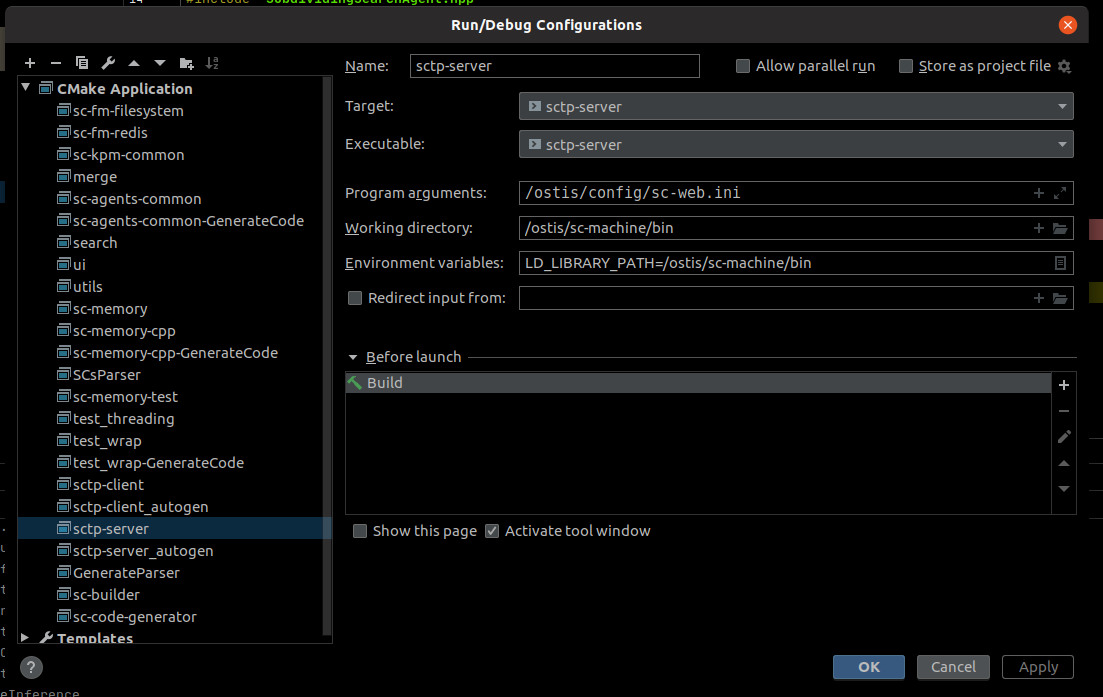 14 #include "SubdividingSearchAgent.hpp"
Run/Debug Configurations
CMake Application
sc-fm-filesystem
sc-fm-redis
sc-kpm-common
merge
sc-agents-common
sc-agents-common-GenerateCode
search
ui
utils
sc-memory
sc-memory-cpp
sc-memory-cpp-GenerateCode
SCsParser
sc-memory-test
test_threading
test_wrap
test_wrap-GenerateCode
sctp-client
sctp-client_autogen
sctp-server
sctp-server_autogen
GenerateParser
sc-builder
sc-code-generator
Templates
Name: sctp-server Allow parallel run Store as project file
Target: sctp-server
Executable: sctp-server
Program arguments: /ostis/config/sc-web.ini
Working directory: /ostis/sc-machine/bin
Environment variables: LD_LIBRARY_PATH=/ostis/sc-machine/bin
Redirect input from:
Before launch
Build
Show this page Activate tool window
? OK Cancel Apply
eInference